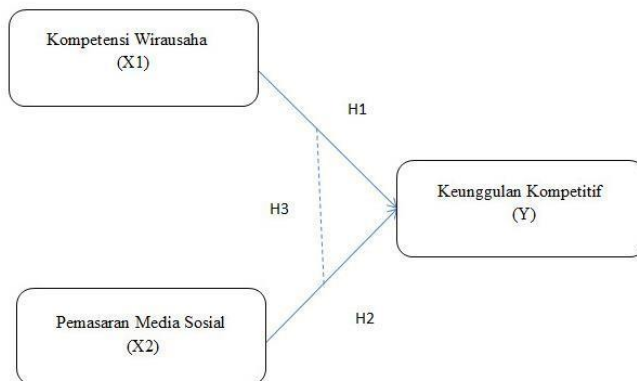 Kompetensi Wirausaha
(X1)
H1
Keunggulan Kompetitif
(Y)
H3
Pemasaran Media Sosial
(X2)
H2